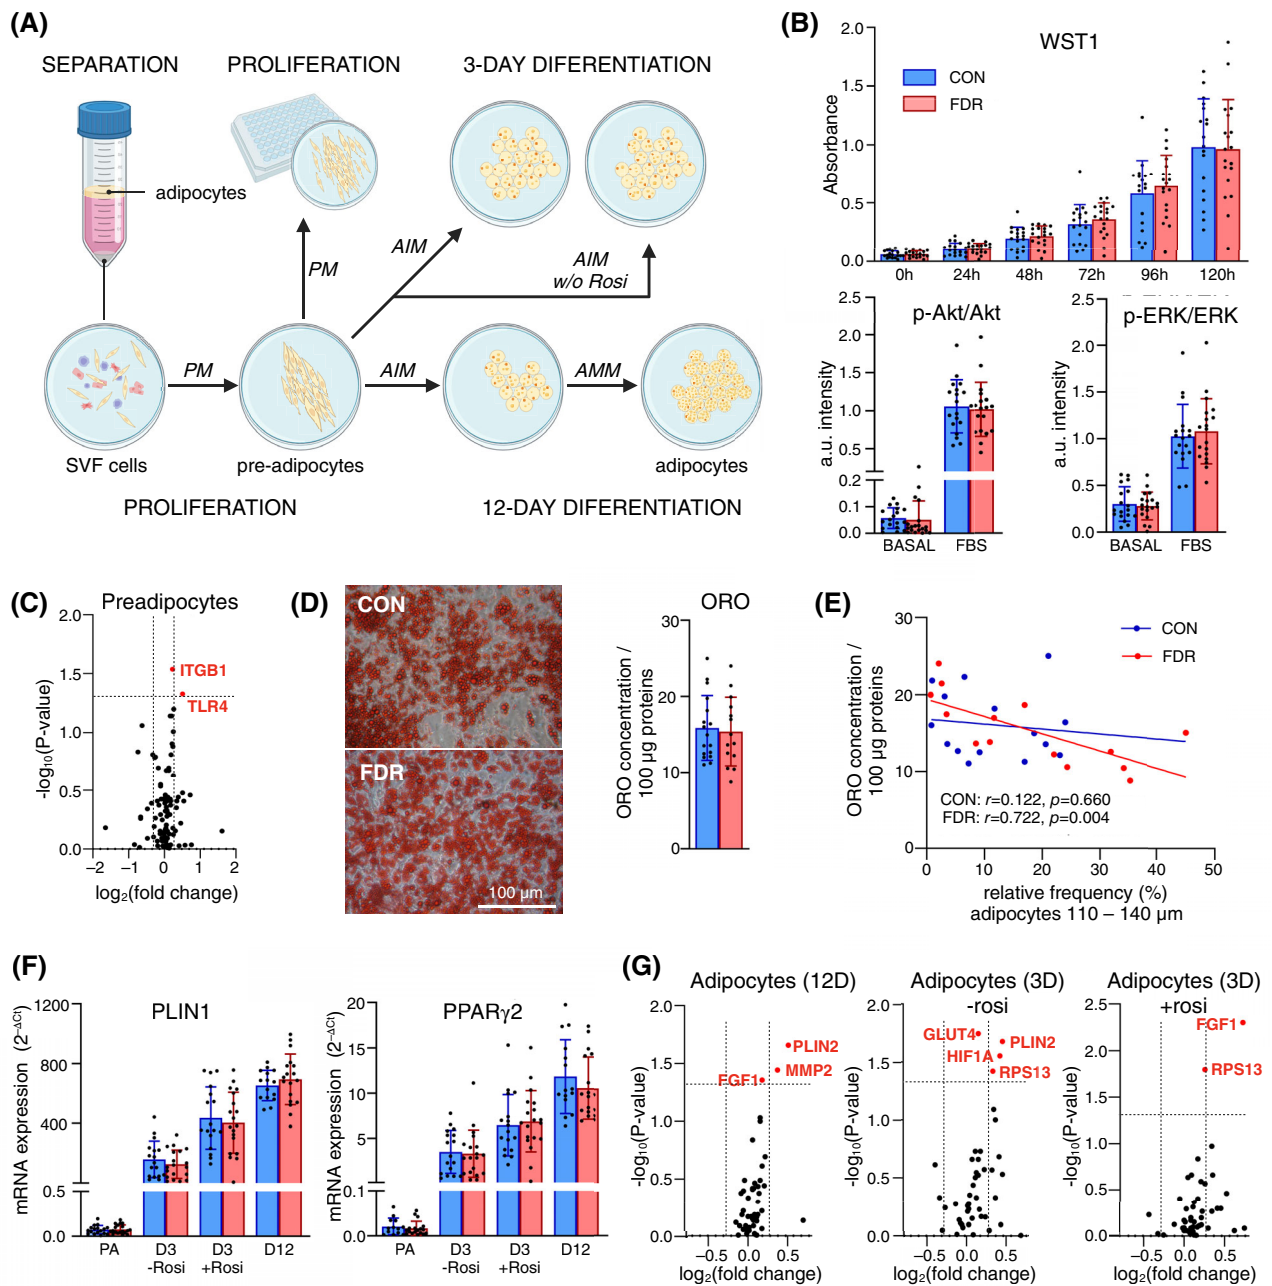 (A)
SEPARATION
PROLIFERATION
3-DAY DIFERENTIATION
adipocytes
PM
AIM
AIM
w/o Rosi
PM
AIM
AMM
SVF cells
pre-adipocytes
adipocytes
PROLIFERATION
12-DAY DIFERENTIATION
(B)
WST1
CON
FDR
Absorbance
2.0
1.5
1.0
0.5
0.0
0h 24h 48h 72h 96h 120h
p-Akt/Akt
a.u. intensity
2.5
2.0
1.5
1.0
0.5
0.2
0.1
0.0
BASAL FBS
p-ERK/ERK
a.u. intensity
2.5
2.0
1.5
1.0
0.5
0.0
BASAL FBS
(C)
Preadipocytes
-log10(P-value)
2.0
1.5
1.0
0.5
0.0
ITGB1
TLR4
−2 −1 0 1 2
log2(fold change)
(D)
CON
FDR
100 µm
ORO
ORO concentration /
100 µg proteins
30
20
10
0
(E)
ORO concentration /
100 µg proteins
30
20
10
0
CON
FDR
CON: r=0.122, p=0.660
FDR: r=0.722, p=0.004
0 10 20 30 40 50
relative frequency (%)
adipocytes 110 – 140 µm
(F)
PLIN1
mRNA expression (2−ΔCt)
1200
800
400
0.5
0.0
PA D3 D3 D12
-Rosi +Rosi
PPARγ2
mRNA expression (2−ΔCt)
20
15
10
5
0.1
0.0
PA D3 D3 D12
-Rosi +Rosi
(G)
Adipocytes (12D)
-log10(P-value)
2.0
1.5
1.0
0.5
0.0
PLIN2
MMP2
FGF1
−0.5 0.0 0.5
log2(fold change)
Adipocytes (3D)
-rosi
-log10(P-value)
2.0
1.5
1.0
0.5
0.0
GLUT4
PLIN2
HIF1A
RPS13
−0.5 0.0 0.5
log2(fold change)
Adipocytes (3D)
+rosi
-log10(P-value)
2.5
2.0
1.5
1.0
0.5
0.0
FGF1
RPS13
−0.5 0.0 0.5
log2(fold change)